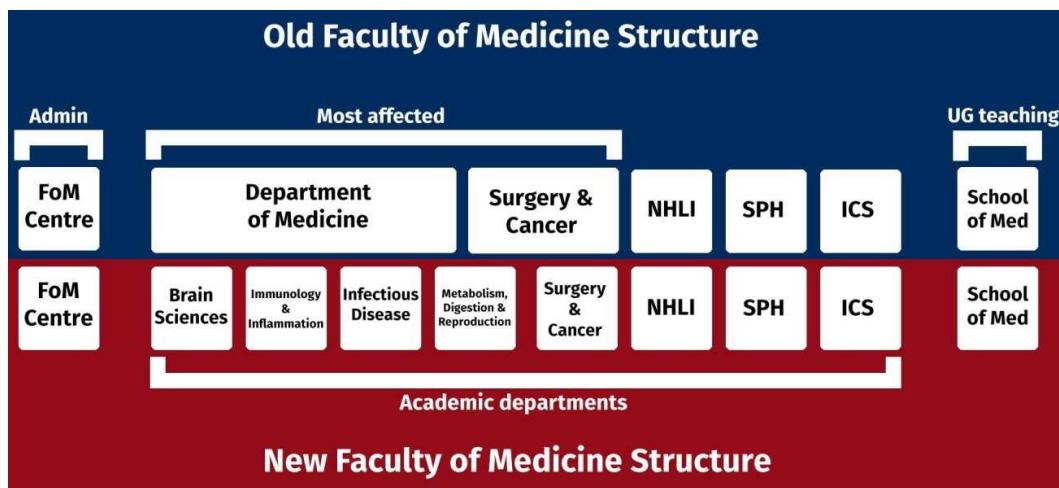 Old Faculty of Medicine Structure
Admin
Most affected
UG teaching
FoM
Centre
Department
of Medicine
Surgery &
Cancer
NHLI
SPH
ICS
School
of Med
FoM
Centre
Brain
Sciences
Immunology
&
Inflammation
Infectious
Disease
Metabolism,
Digestion &
Reproduction
Surgery
&
Cancer
NHLI
SPH
ICS
School
of Med
Academic departments
New Faculty of Medicine Structure